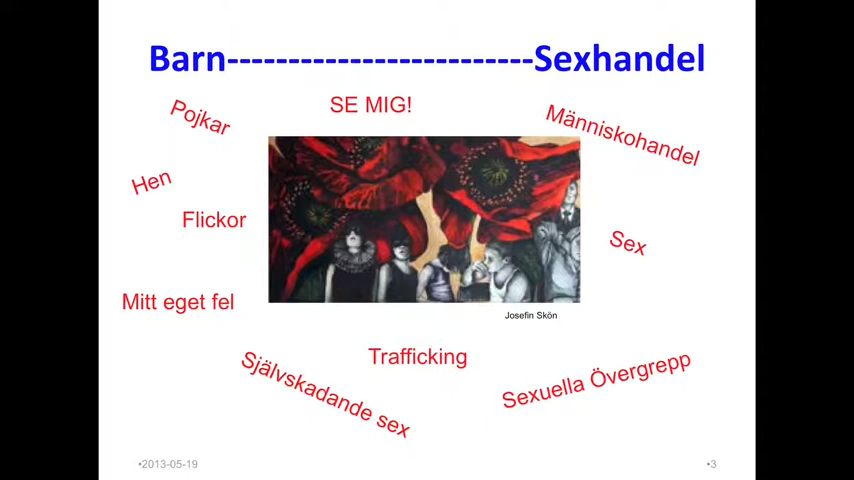 Barn-------------------------Sexhandel
SE MIG!
Pojkar
Människohandel
Hen
Flickor
Sex
Mitt eget fel
Josefin Skön
Trafficking
Självskadande sex
Sexuella Övergrepp
•2013-05-19
•3